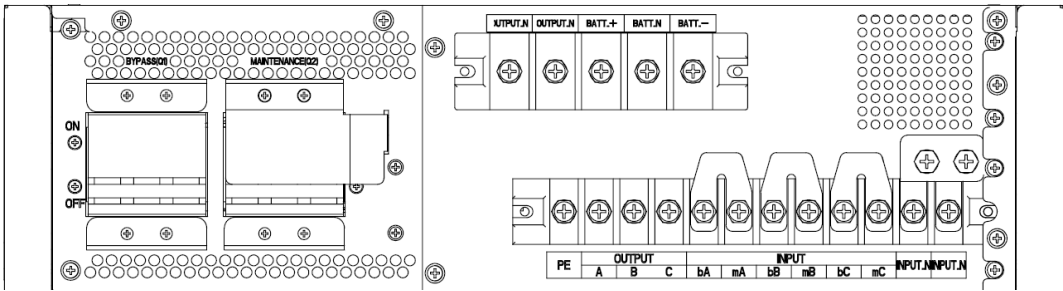 OUTPUT.N OUTPUT.N BATT.+ BATT.N BATT.-
BYPASS(Q1) MAINTENANCE(Q2)
ON
OFF
PE OUTPUT INPUT INPUT.N INPUT.N
A B C bA mA bB mB bC mC